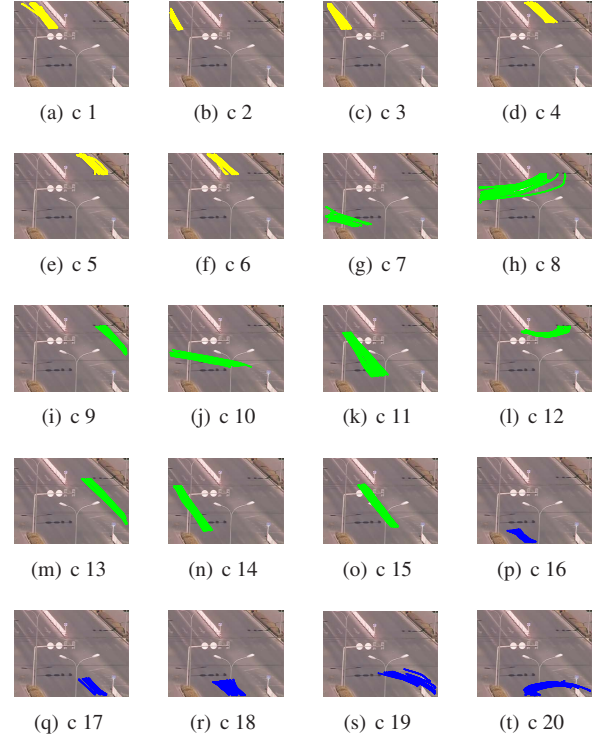 (a) c 1 (b) c 2 (c) c 3 (d) c 4
(e) c 5 (f) c 6 (g) c 7 (h) c 8
(i) c 9 (j) c 10 (k) c 11 (l) c 12
(m) c 13 (n) c 14 (o) c 15 (p) c 16
(q) c 17 (r) c 18 (s) c 19 (t) c 20